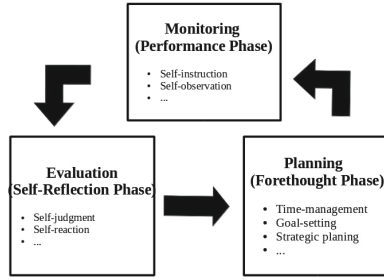 Monitoring
(Performance Phase)
• Self-instruction
• Self-observation
• ...
Evaluation
(Self-Reflection Phase)
• Self-judgment
• Self-reaction
• ...
Planning
(Forethought Phase)
• Time-management
• Goal-setting
• Strategic planing
• ...